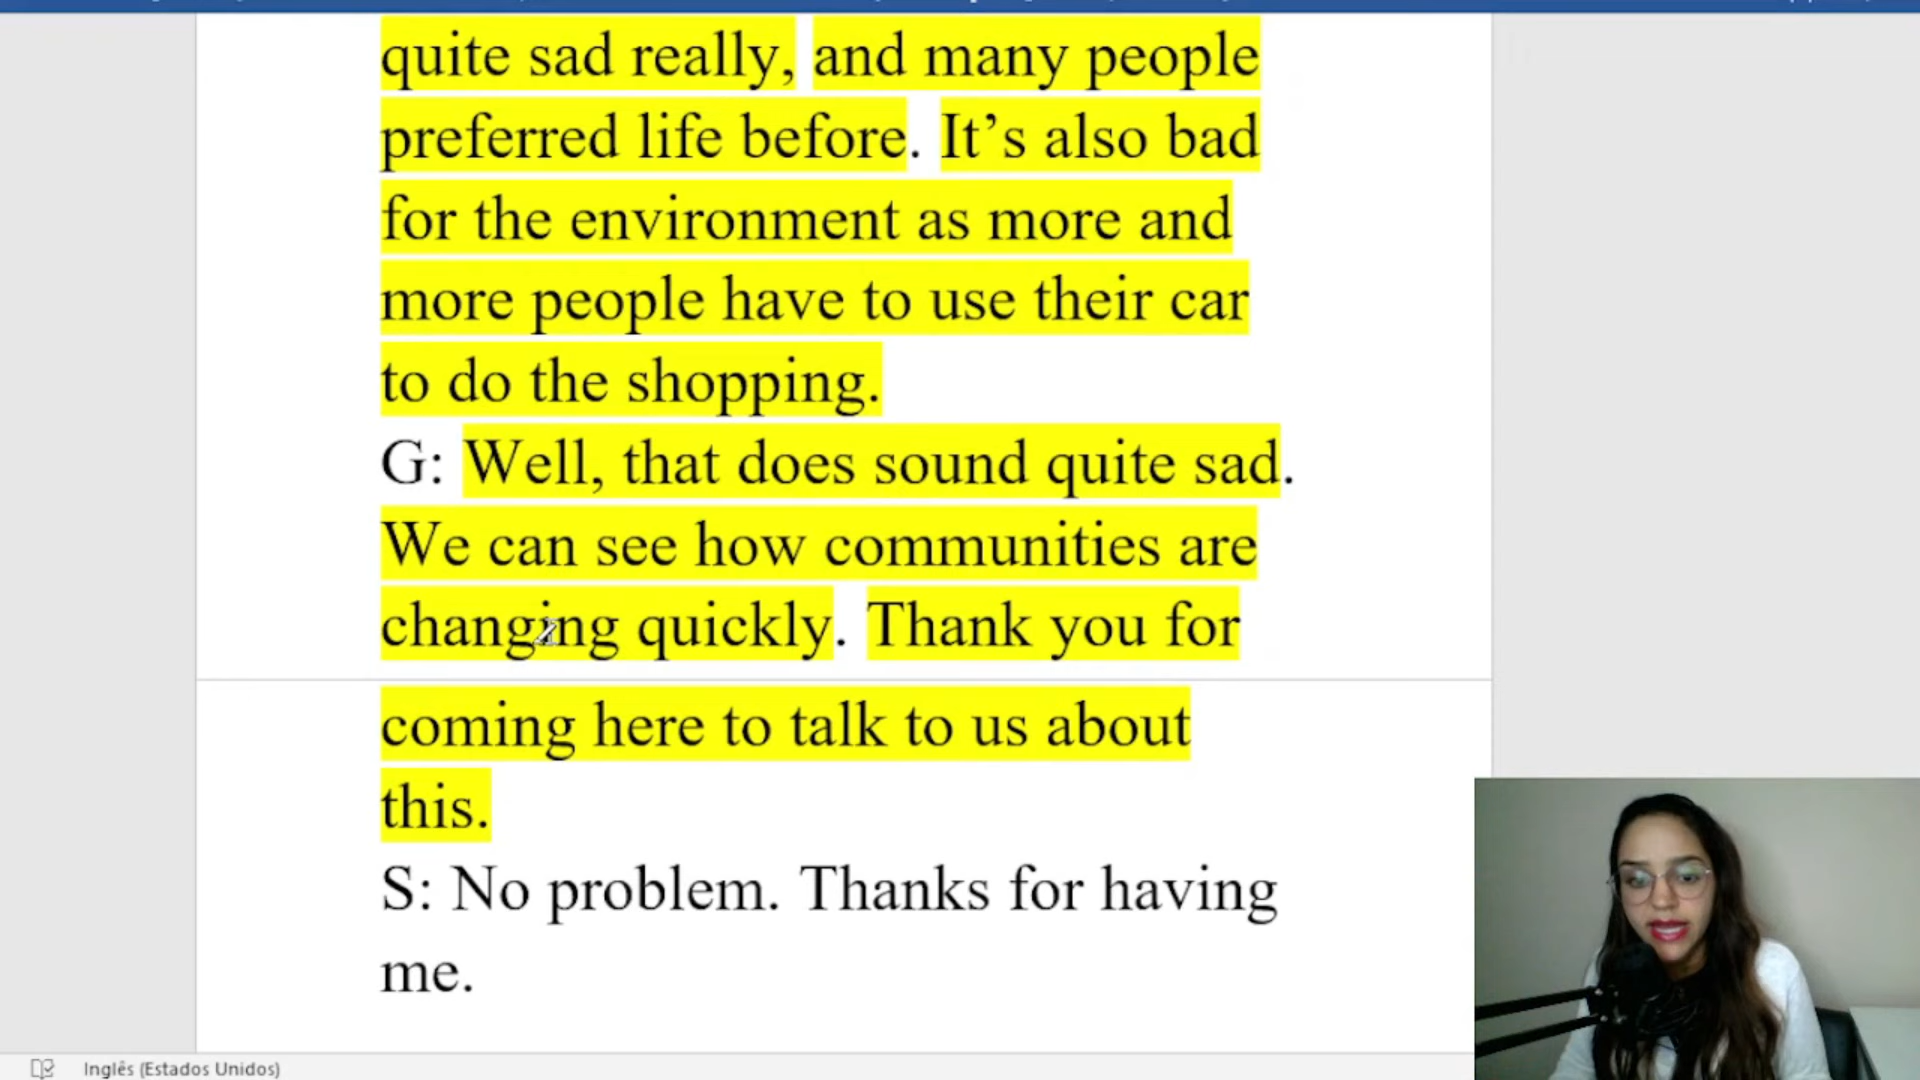 quite sad really, and many people
preferred life before. It’s also bad
for the environment as more and
more people have to use their car
to do the shopping.
G: Well, that does sound quite sad.
We can see how communities are
changing quickly. Thank you for
coming here to talk to us about
this.
S: No problem. Thanks for having
me.
Inglês (Estados Unidos)